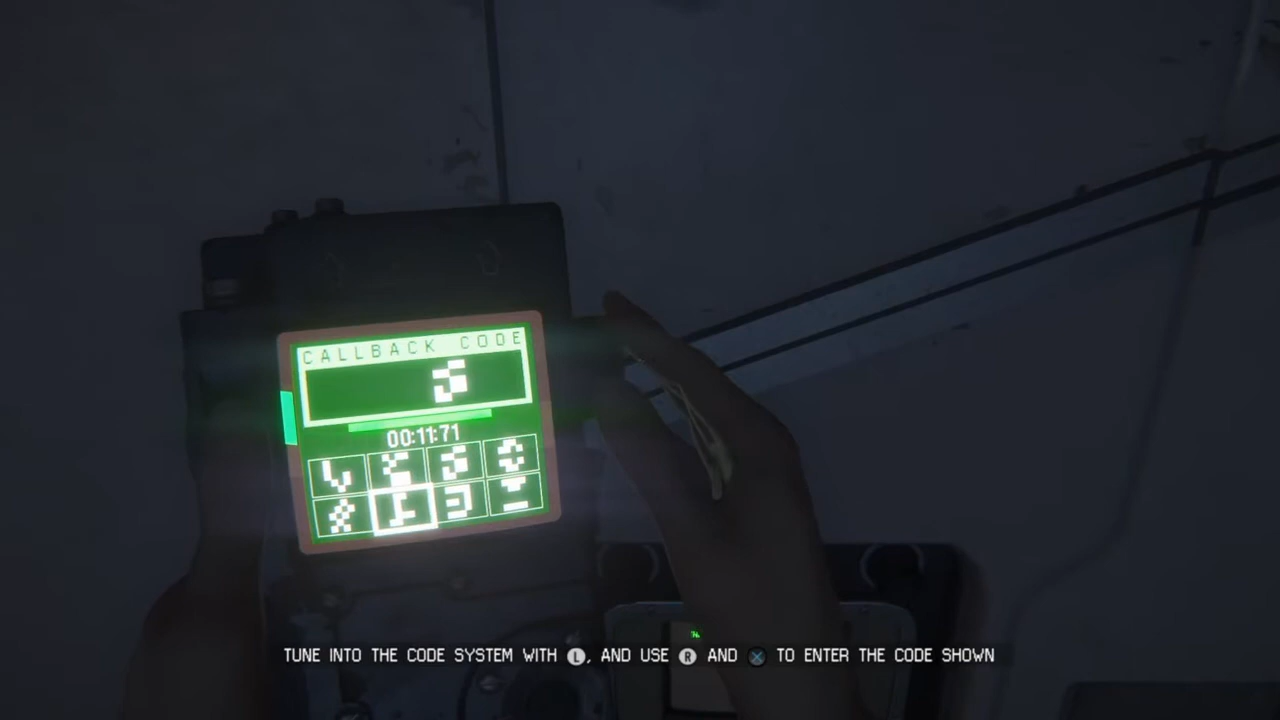 CALLBACK CODE
00:11:71
TUNE INTO THE CODE SYSTEM WITH L, AND USE R AND X TO ENTER THE CODE SHOWN